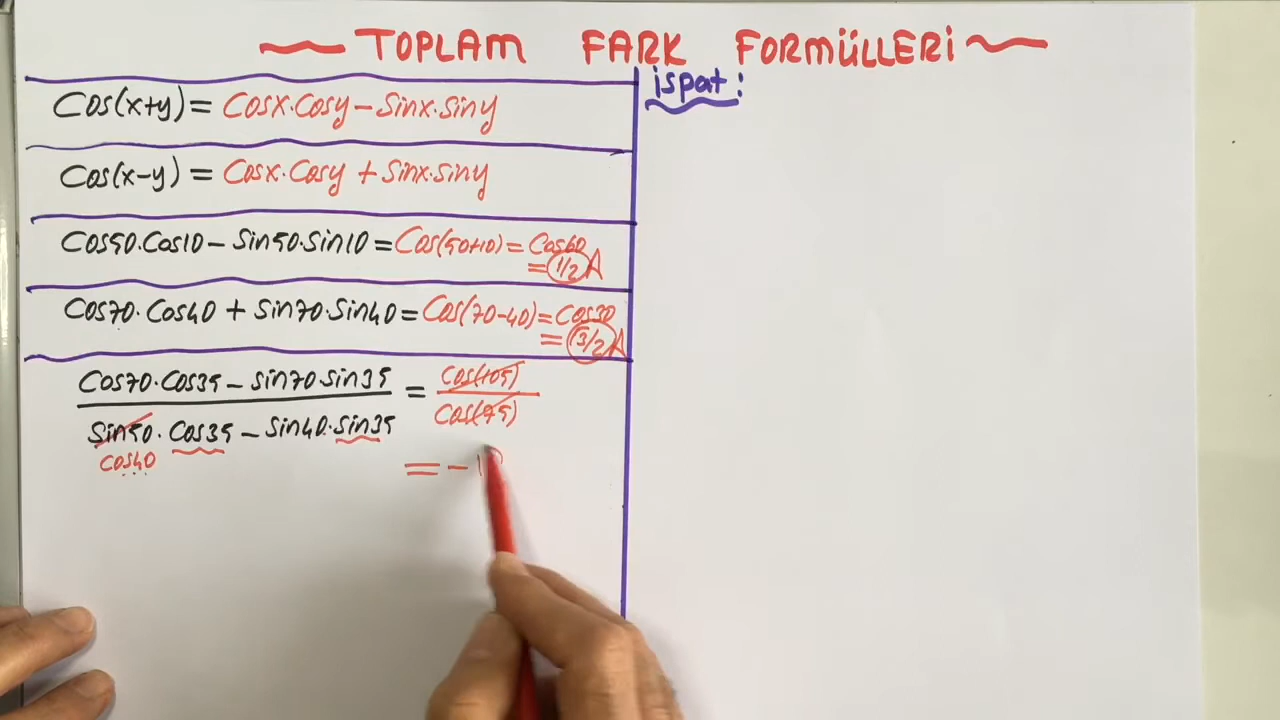 TOPLAM FARK FORMÜLLERİ
Cos(x+y) = Cosx.Cosy - Sinx.Siny
Cos(x-y) = Cosx.Cosy + Sinx.Siny
Cos50.Cos10 - Sin50.Sin10 = Cos(50+10) = Cos60
= 1/2 A
Cos70.Cos40 + Sin70.Sin40 = Cos(70-40) = Cos30
= √3/2 A
Cos70.Cos35 - Sin70.Sin35 = Cos(105)
Sin50.Cos35 - Sin40.Sin35 Cos(75)
Cos40
= -1
ispat: